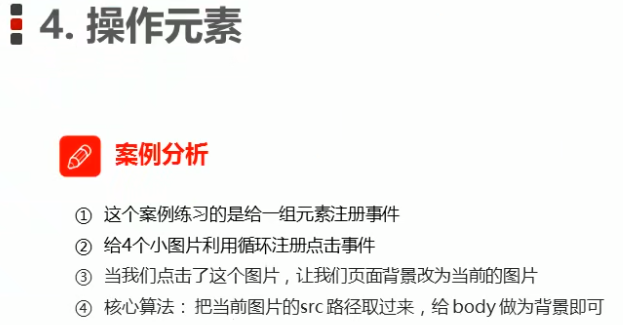 4. 操作元素
案例分析
① 这个案例练习的是给一组元素注册事件
② 给4个小图片利用循环注册点击事件
③ 当我们点击了这个图片，让我们页面背景改为当前的图片
④ 核心算法：把当前图片的src 路径取过来，给 body 做为背景即可